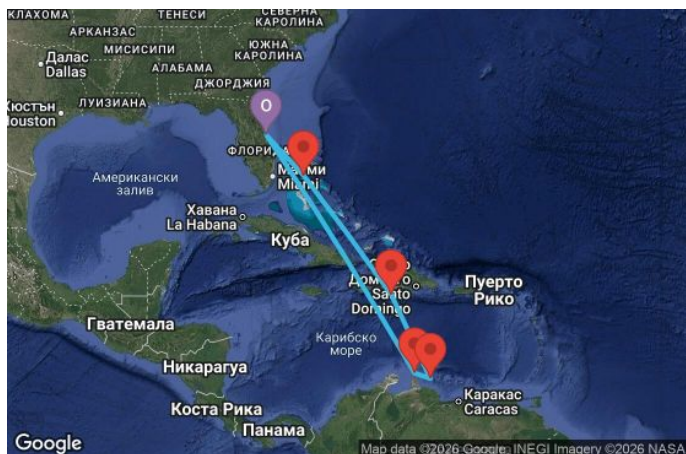 КЛАХОМА
ТЕНЕСИ
СЕВЕРНА
КАРОЛИНА
АРКАНЗАС
МИСИСИПИ
ЮЖНА
КАРОЛИНА
Далас
Dallas
АЛАБАМА
ДЖОРДЖИЯ
ЛУИЗИАНА
Хюстън
Houston
O
ФЛОРИДА
Miami
Американски
залив
Хавана
La Habana
Куба
Santo
Domingo
Пуерто
Рико
Гватемала
Карибско
море
Никарагуа
Каракас
Caracas
Коста Рика
Панама
Google
Map data ©2026 Google, INEGI Imagery ©2026 NASA